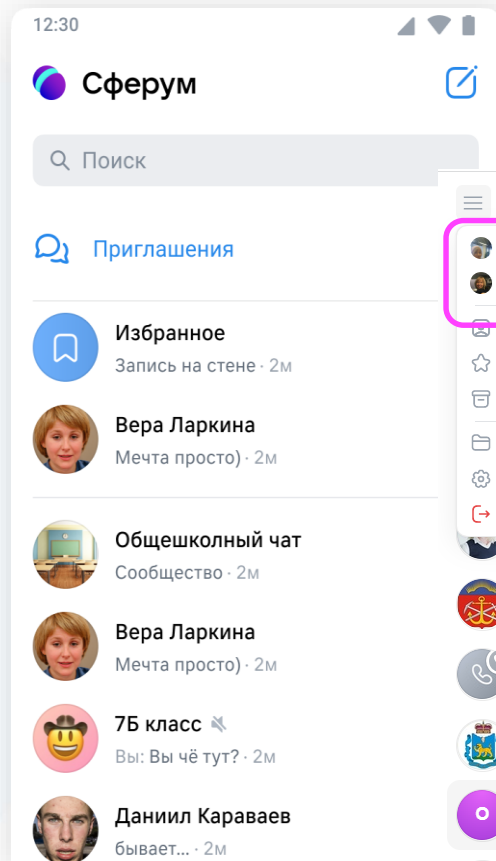 12:30
Сферум
Поиск
Приглашения
Избранное
Запись на стене · 2м
Вера Ларкина
Мечта просто) · 2м
Общешкольный чат
Сообщество · 2м
Вера Ларкина
Мечта просто) · 2м
7Б класс
Вы: Вы чё тут? · 2м
Даниил Караваев
бывает... · 2м
О